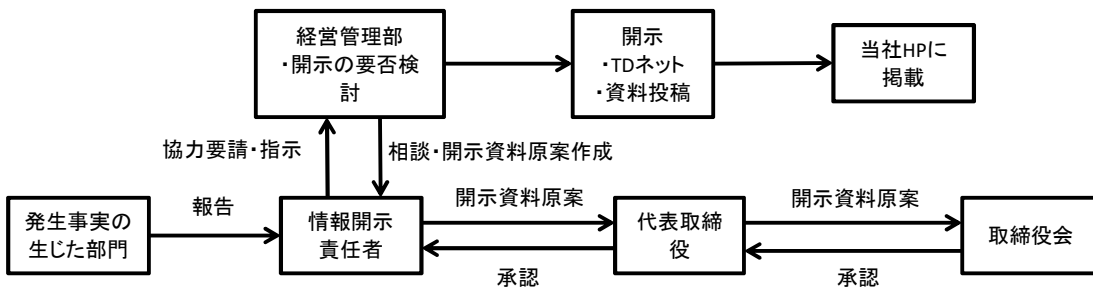 経営管理部
・開示の要否検
討
開示
・TDネット
・資料投稿
当社HPに
掲載
協力要請・指示
相談・開示資料原案作成
発生事実の
生じた部門
報告
情報開示
責任者
開示資料原案
承認
代表取締
役
開示資料原案
承認
取締役会